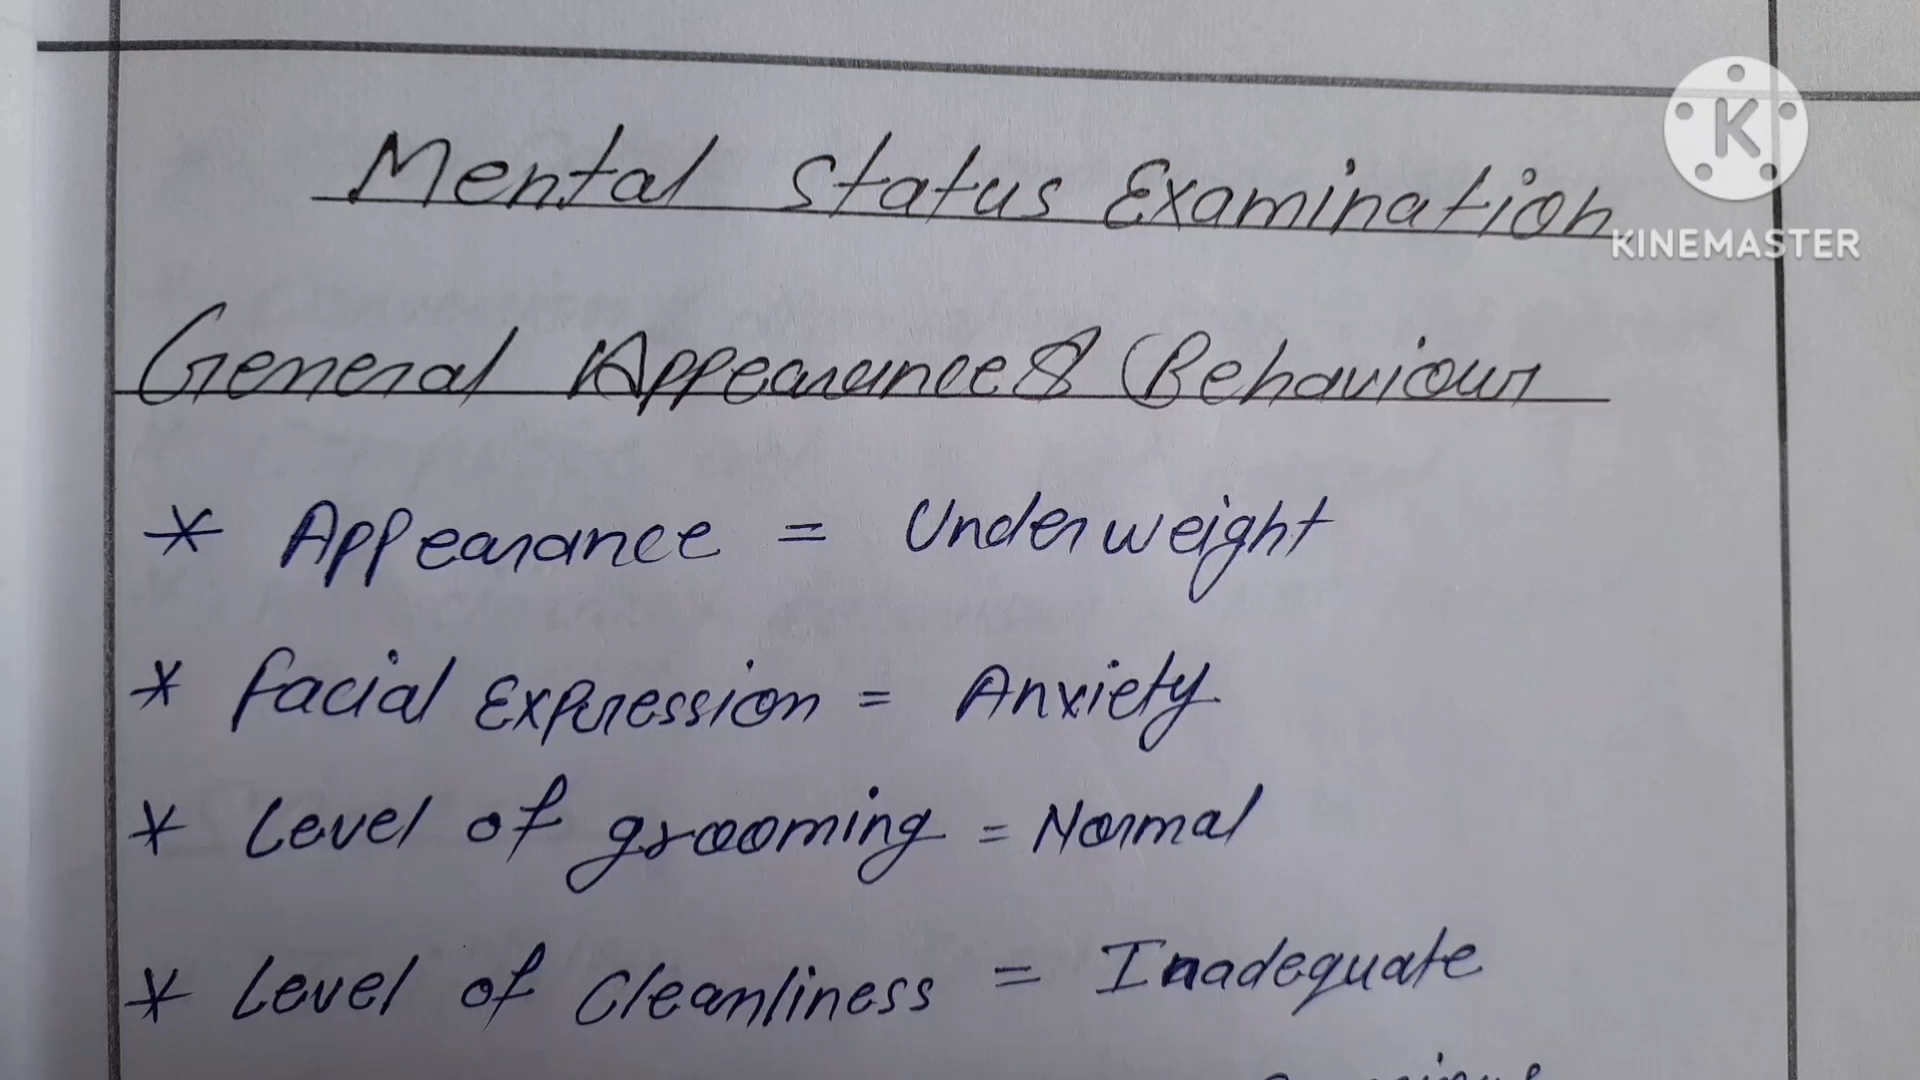 Mental Status Examination
KINEMASTER
General Appearance & Behaviour
* Appearance = Underweight
* Facial Expression = Anxiety
* Level of grooming = Normal
* Level of Cleanliness = Inadequate